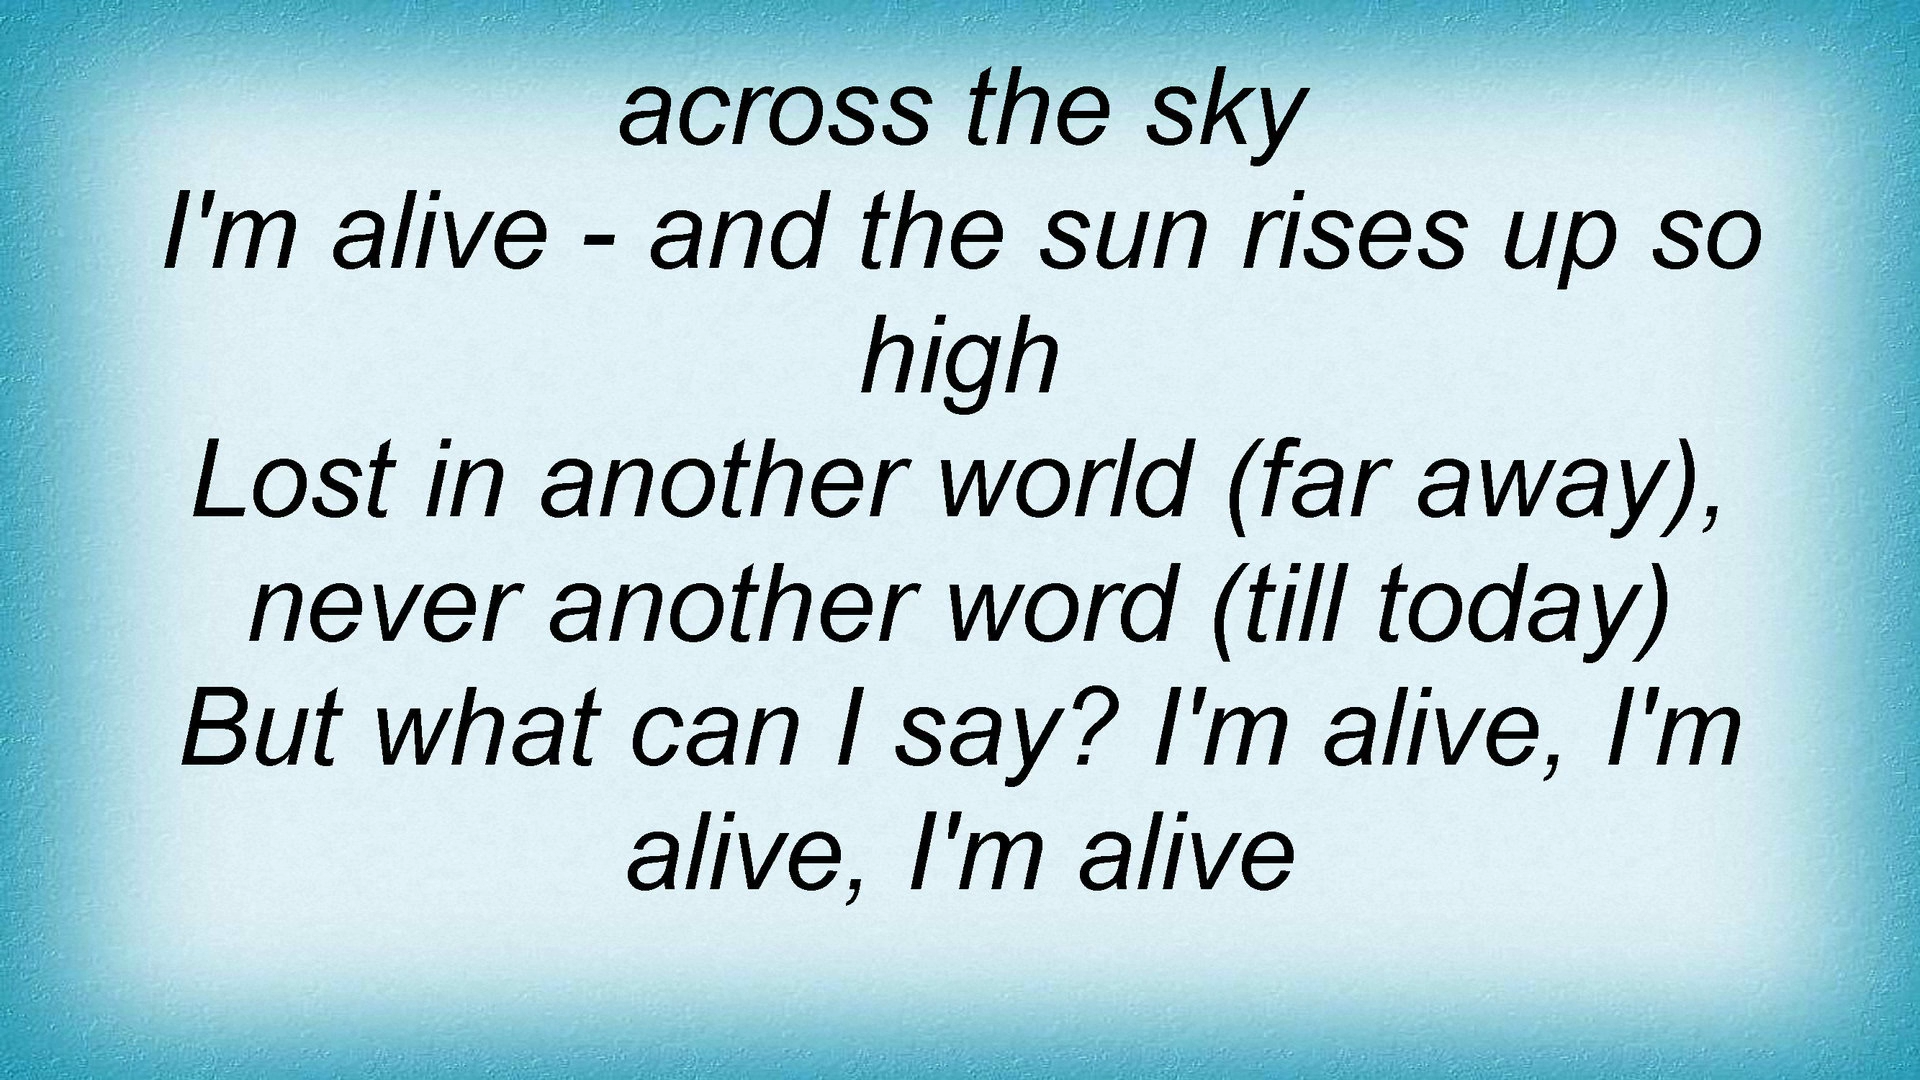 across the sky
I'm alive - and the sun rises up so
high
Lost in another world (far away),
never another word (till today)
But what can I say? I'm alive, I'm
alive, I'm alive